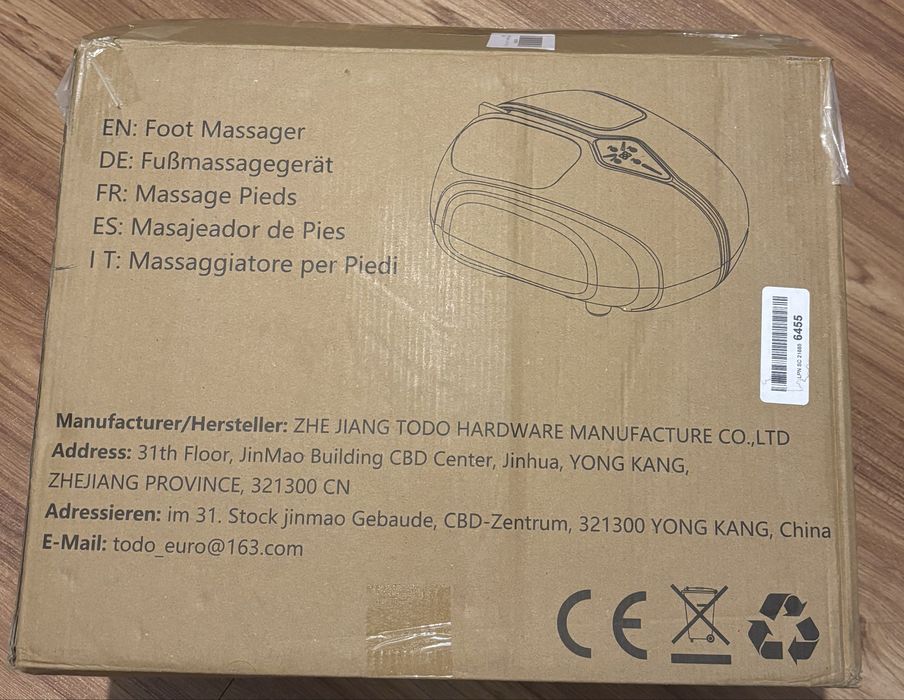 EN: Foot Massager
DE: Fußmassagegerät
FR: Massage Pieds
ES: Masajeador de Pies
I T: Massaggiatore per Piedi
6455
Manufacturer/Hersteller: ZHE JIANG TODO HARDWARE MANUFACTURE CO.,LTD
Address: 31th Floor, JinMao Building CBD Center, Jinhua, YONG KANG,
ZHEJIANG PROVINCE, 321300 CN
Adressieren: im 31. Stock jinmao Gebaude, CBD-Zentrum, 321300 YONG KANG, China
E-Mail: todo_euro@163.com
CE